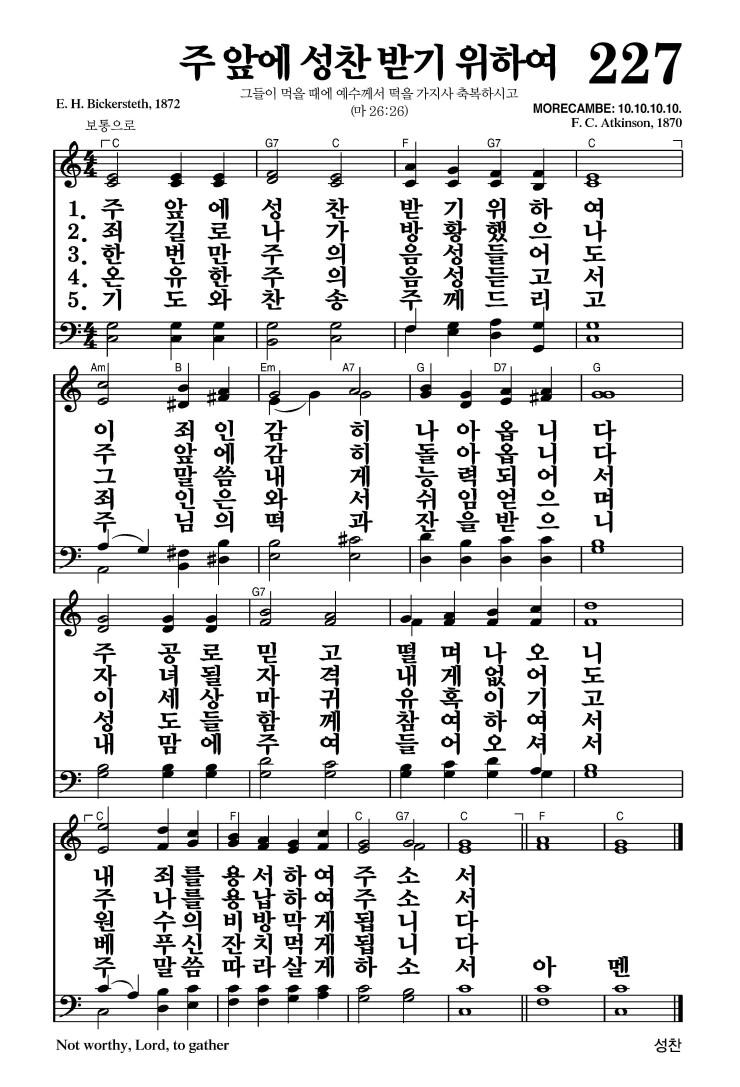 주 앞에 성찬 받기 위하여 227
그들이 먹을 때에 예수께서 떡을 가지사 축복하시고
(마 26:26)
E. H. Bickersteth, 1872
MORECAMBE: 10.10.10.10.
F. C. Atkinson, 1870
보통으로
C G7 C F G7 C
1. 주 앞에 성찬 받기위하여
2. 죄 길로 나가 방황했으나
3. 한 번만 주의 음성들어도
4. 온 유한 주의 음성듣고서
5. 기 도와 찬송 주께드리고
Am B Em A7 G D7 G
이 죄인 감히 나아옵니다
주 앞에 감히 돌아옵니다
그 말씀 내게 능력되어서
죄 인은 와서 쉬임얻으며
주 님의 떡과 잔을받으니
G7
주 공로 믿고 떨며나오니
자 녀될 자격 내게없어도
이 세상 마귀 유혹이기고
성 도들 함께 참여하여서
내 맘에 주여 들어오셔서
C F C G7 C F C
내 죄를 용서하여 주소서
주 나를 용납하여 주소서
원 수의 비방막게 됩니다
베 푸신 잔치먹게 됩니다
주 말씀 따라살게 하소서 아멘
Not worthy, Lord, to gather
성찬